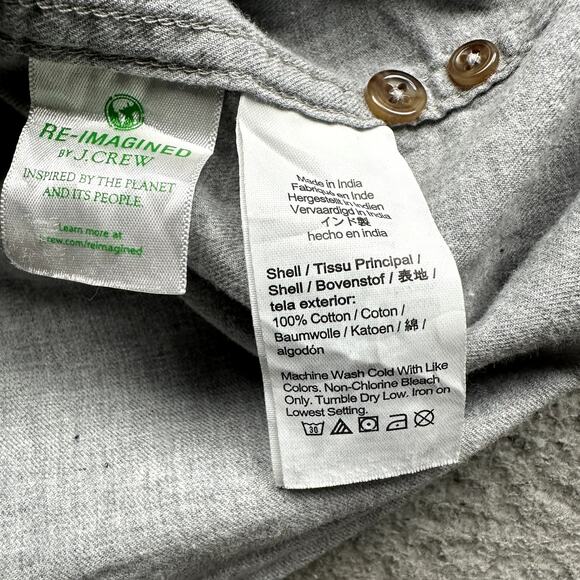 RE-IMAGINED
BY J.CREW
INSPIRED BY THE PLANET
AND ITS PEOPLE
Learn more at
crew.com/reimagined
Made in India
Fabriqué en Inde
Hergestellt in Indien
Vervaardigd in India
インド製
hecho en india
Shell / Tissu Principal /
Shell / Bovenstof / 表地 /
tela exterior:
100% Cotton / Coton /
Baumwolle / Katoen / 綿 /
algodón
Machine Wash Cold With Like
Colors. Non-Chlorine Bleach
Only. Tumble Dry Low. Iron on
Lowest Setting.
30